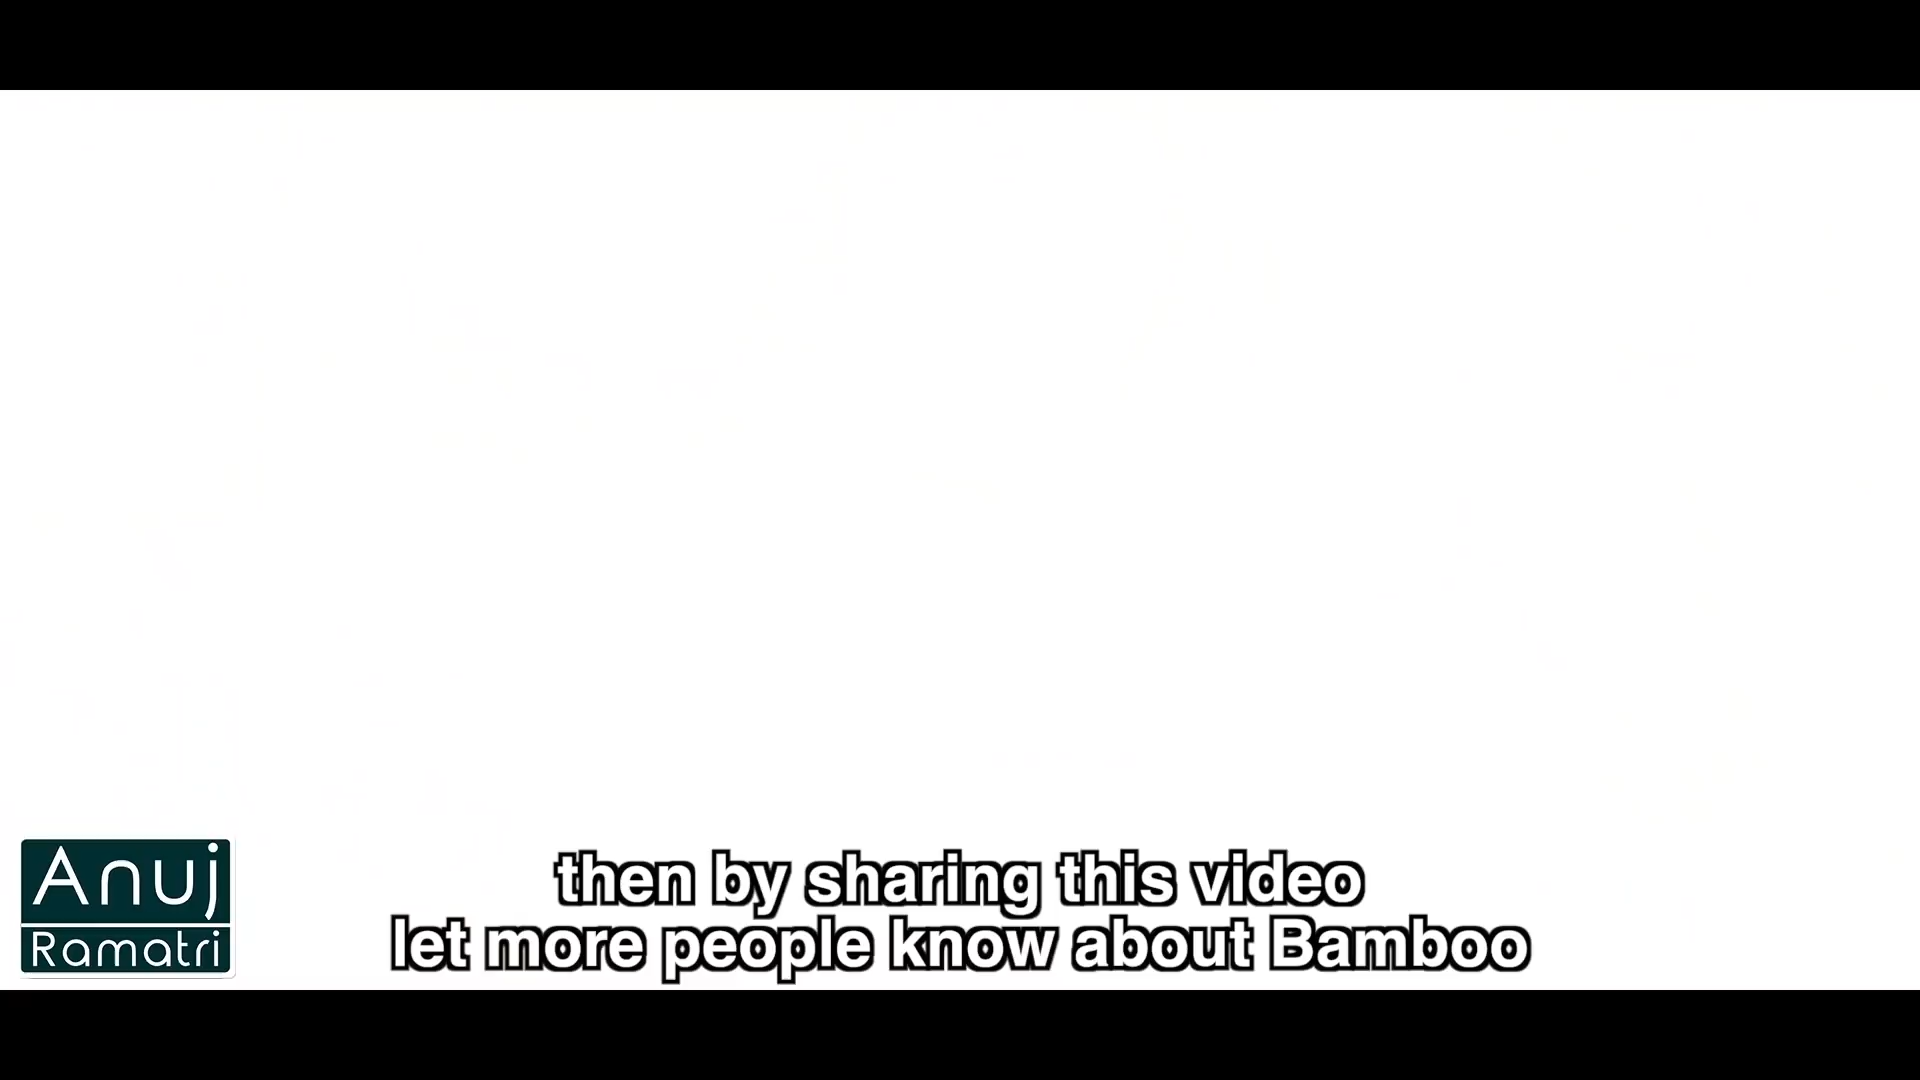 Anuj
Ramatri
then by sharing this video
let more people know about Bamboo